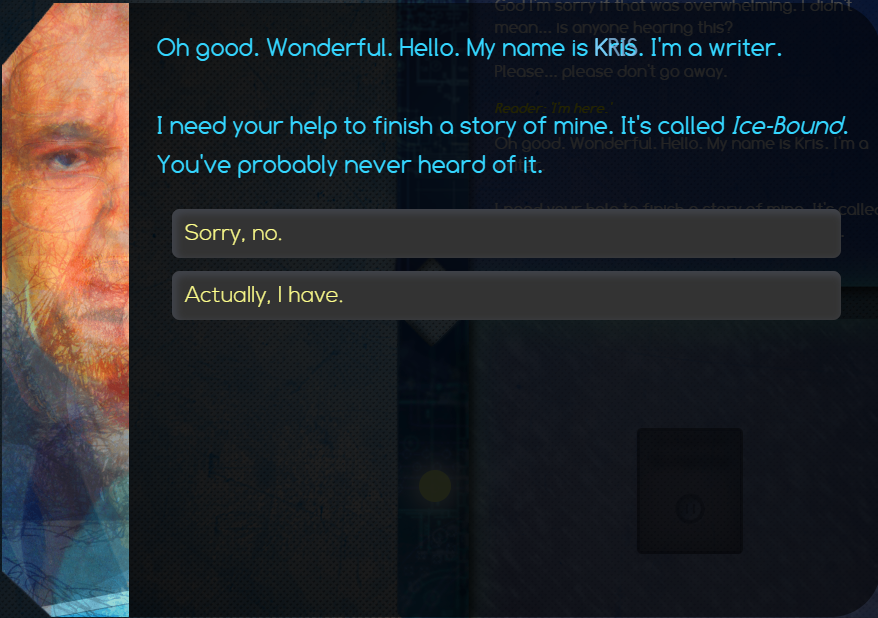 God I'm sorry if that was overwhelming. I didn't
mean... is anyone hearing this?
Please... please don't go away.
Reader: 'I'm here.'
Oh good. Wonderful. Hello. My name is Kris. I'm a
I need your help to finish a story of mine. It's called
Oh good. Wonderful. Hello. My name is KRIS. I'm a writer.
I need your help to finish a story of mine. It's called Ice-Bound.
You've probably never heard of it.
Sorry, no.
Actually, I have.